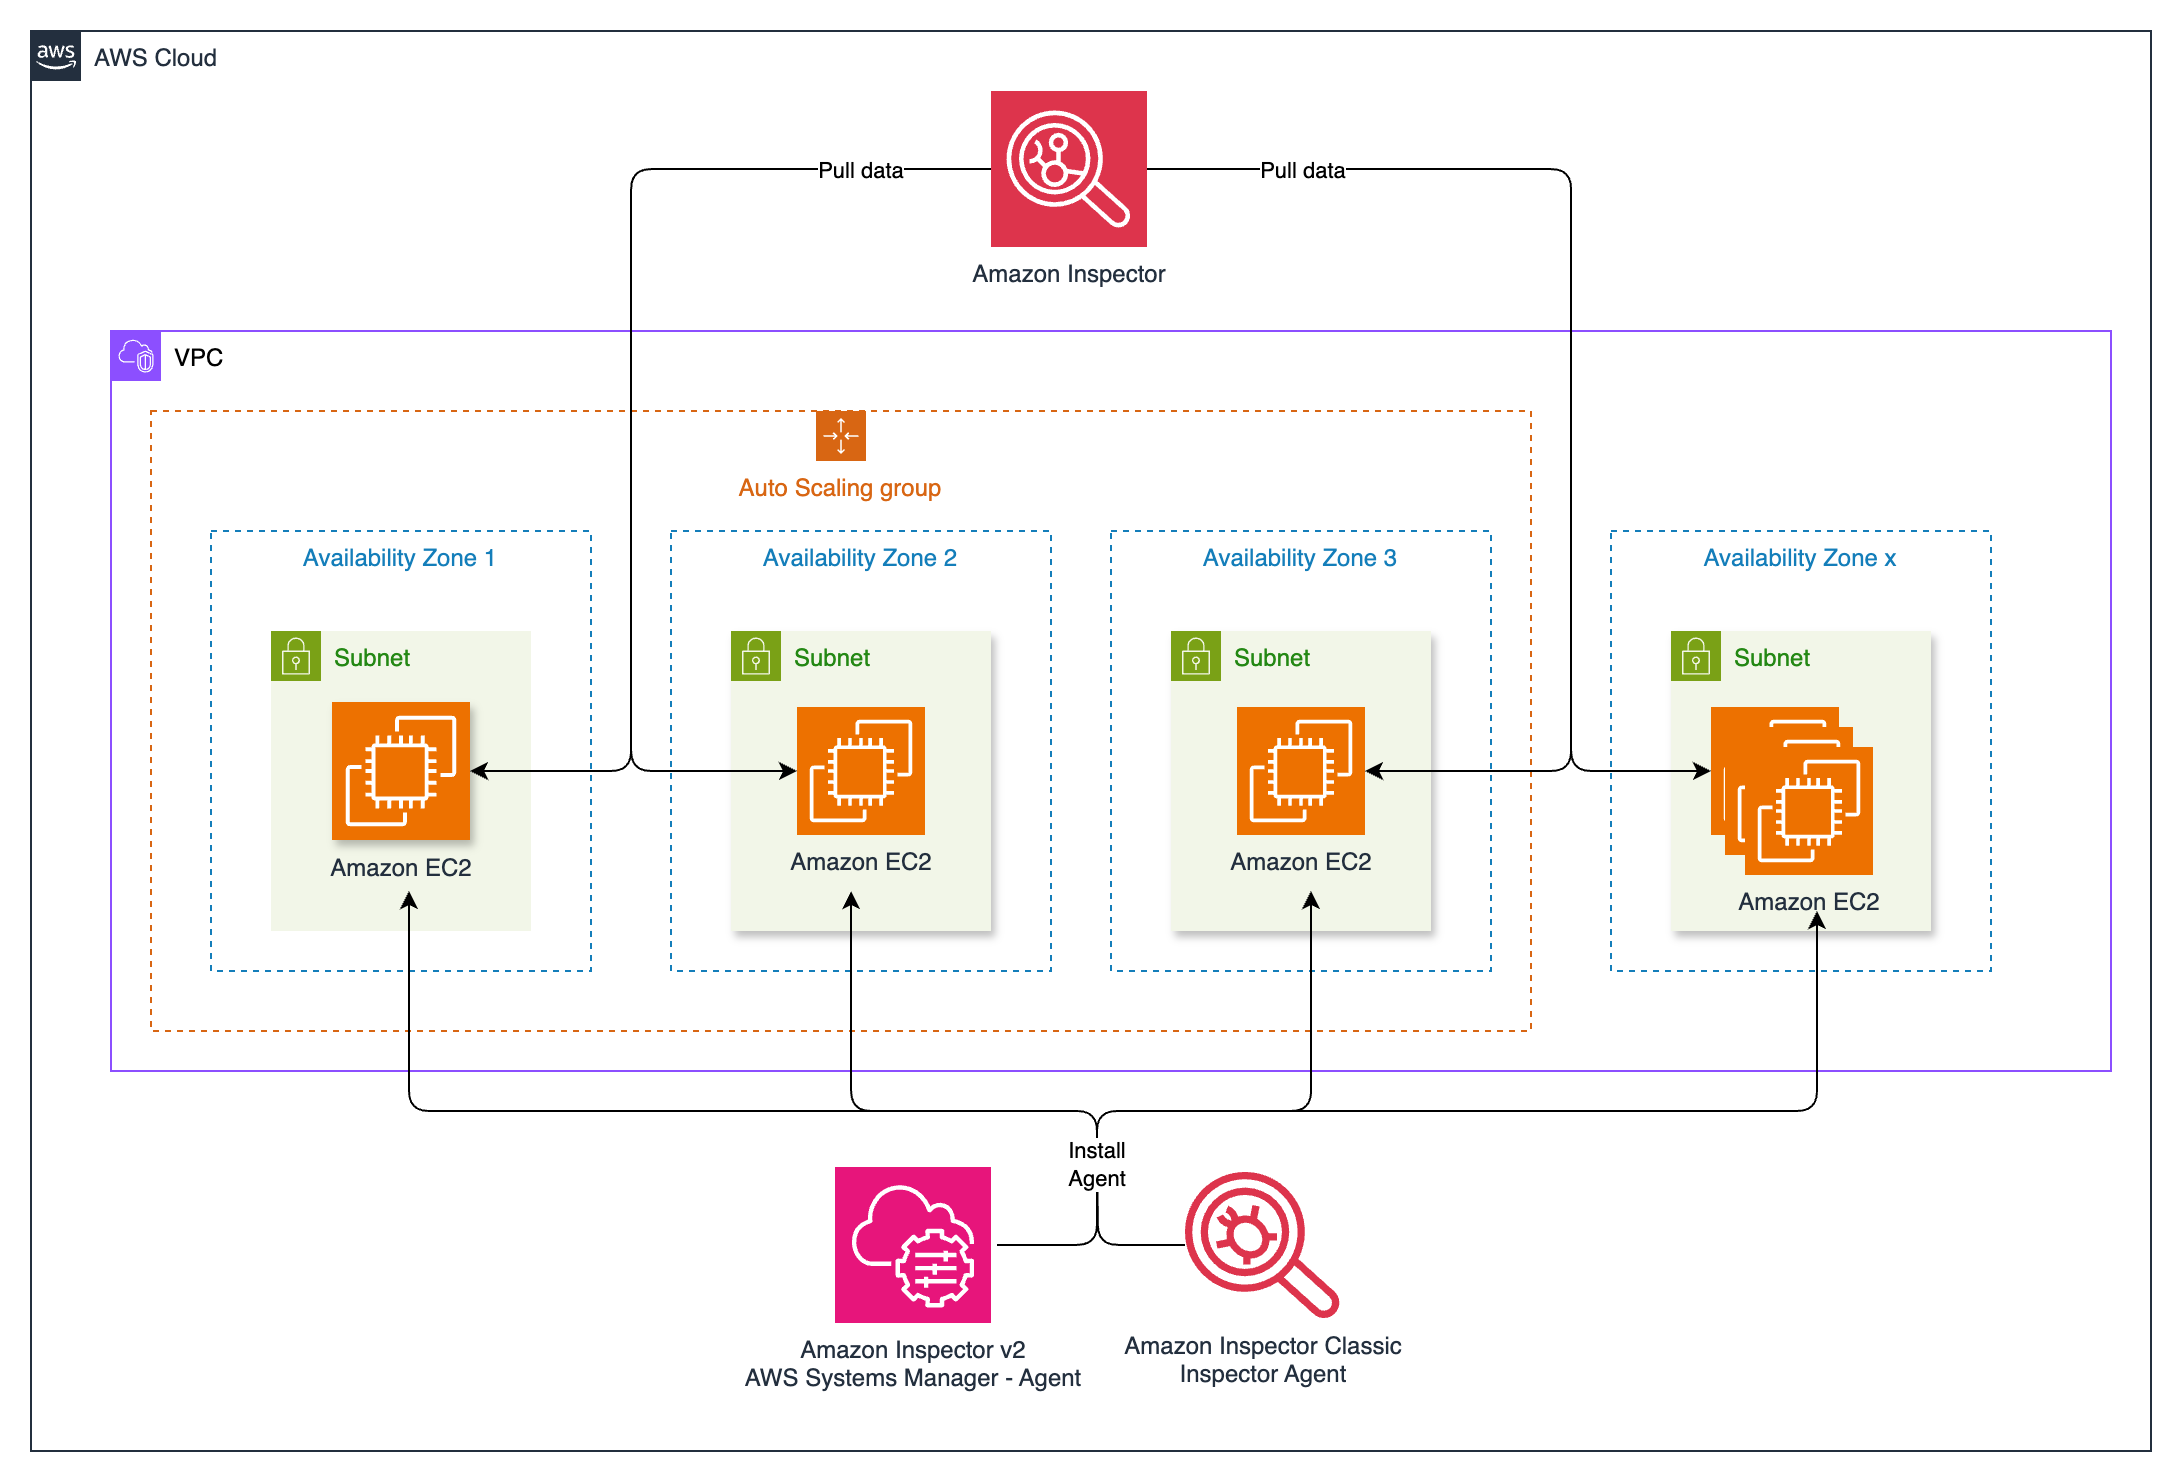 aws
AWS Cloud
Pull data
Pull data
Amazon Inspector
VPC
Auto Scaling group
Availability Zone 1
Availability Zone 2
Availability Zone 3
Availability Zone x
Subnet
Subnet
Subnet
Subnet
Amazon EC2
Amazon EC2
Amazon EC2
Amazon EC2
Install
Agent
Amazon Inspector v2
AWS Systems Manager - Agent
Amazon Inspector Classic
Inspector Agent